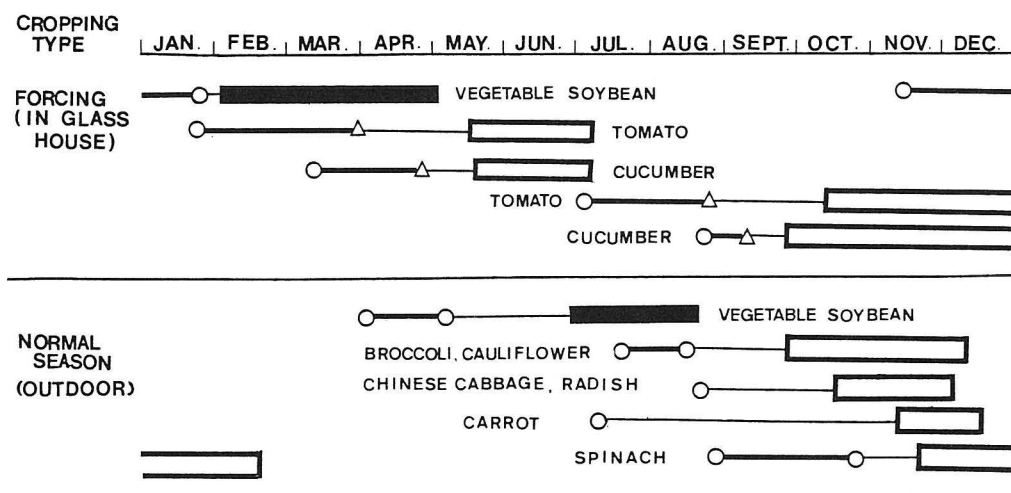 CROPPING
TYPE
JAN. FEB. MAR. APR. MAY. JUN. JUL. AUG. SEPT. OCT. NOV. DEC.
FORCING
(IN GLASS
HOUSE)
VEGETABLE SOYBEAN
TOMATO
CUCUMBER
TOMATO
CUCUMBER
NORMAL
SEASON
(OUTDOOR)
VEGETABLE SOYBEAN
BROCCOLI, CAULIFLOWER
CHINESE CABBAGE, RADISH
CARROT
SPINACH